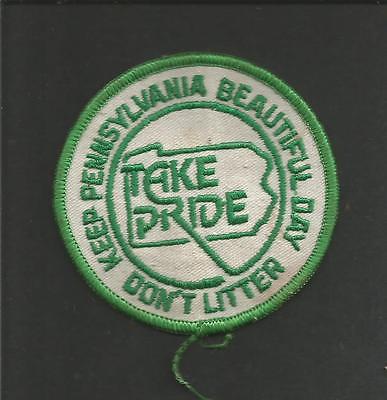 KEEP PENNSYLVANIA BEAUTIFUL DAY
TAKE
PRIDE
DON'T LITTER